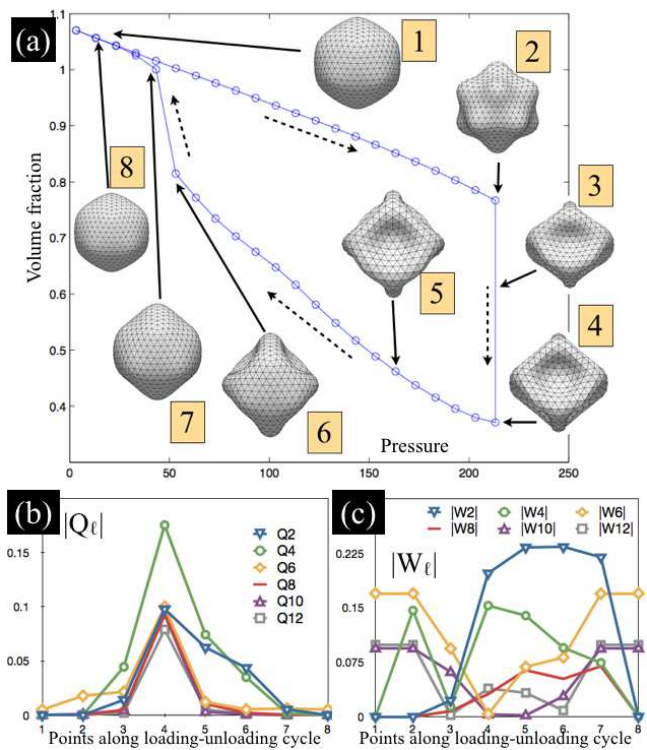 (a)
Volume fraction
1.1
1
0.9
0.8
0.7
0.6
0.5
0.4
0 50 100 150 200 250
Pressure
1
2
3
4
5
6
7
8
(b)
|Qℓ|
0.15
0.1
0.05
0
Q2
Q4
Q6
Q8
Q10
Q12
1 2 3 4 5 6 7 8
Points along loading-unloading cycle
(c)
|W2| |W4| |W6|
|W8| |W10| |W12|
|Wℓ|
0.225
0.15
0.075
0
1 2 3 4 5 6 7 8
Points along loading-unloading cycle